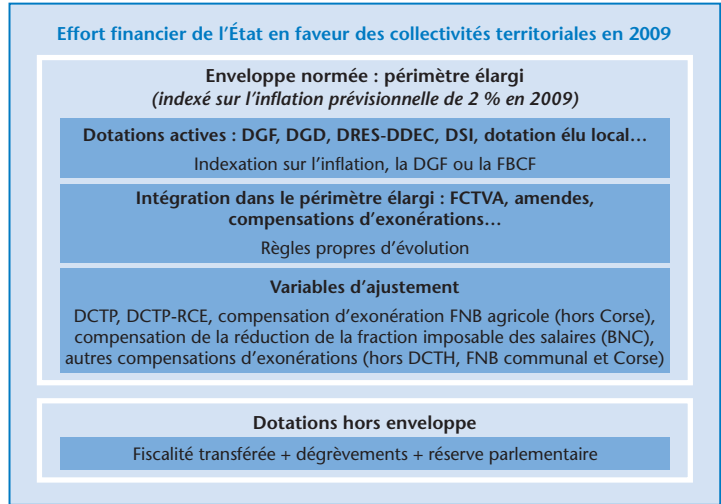 Effort financier de l'État en faveur des collectivités territoriales en 2009
Enveloppe normée : périmètre élargi
(indexé sur l'inflation prévisionnelle de 2 % en 2009)
Dotations actives : DGF, DGD, DRES-DDEC, DSI, dotation élu local…
Indexation sur l'inflation, la DGF ou la FBCF
Intégration dans le périmètre élargi : FCTVA, amendes,
compensations d'exonérations…
Règles propres d'évolution
Variables d'ajustement
DCTP, DCTP-RCE, compensation d'exonération FNB agricole (hors Corse),
compensation de la réduction de la fraction imposable des salaires (BNC),
autres compensations d'exonérations (hors DCTH, FNB communal et Corse)
Dotations hors enveloppe
Fiscalité transférée + dégrèvements + réserve parlementaire